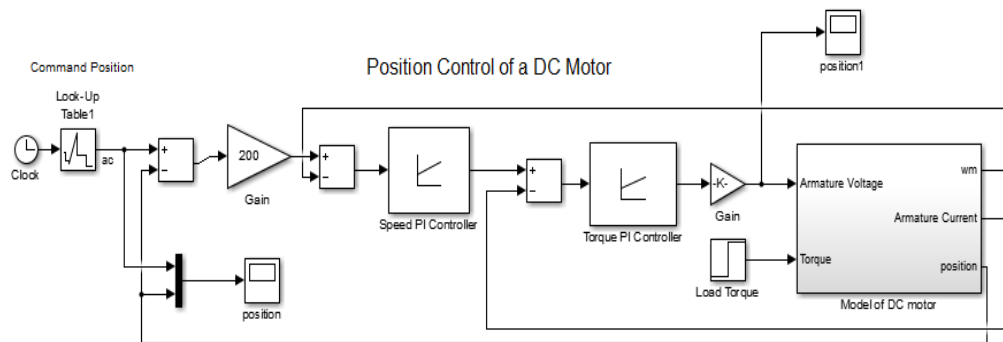 Position Control of a DC Motor
Command Position
Look-Up
Table1
Clock
ac
+
−
200
Gain
+
−
Speed PI Controller
+
−
Torque PI Controller
-K-
Gain
position1
Armature Voltage
Torque
wm
Armature Current
position
Model of DC motor
Load Torque
position